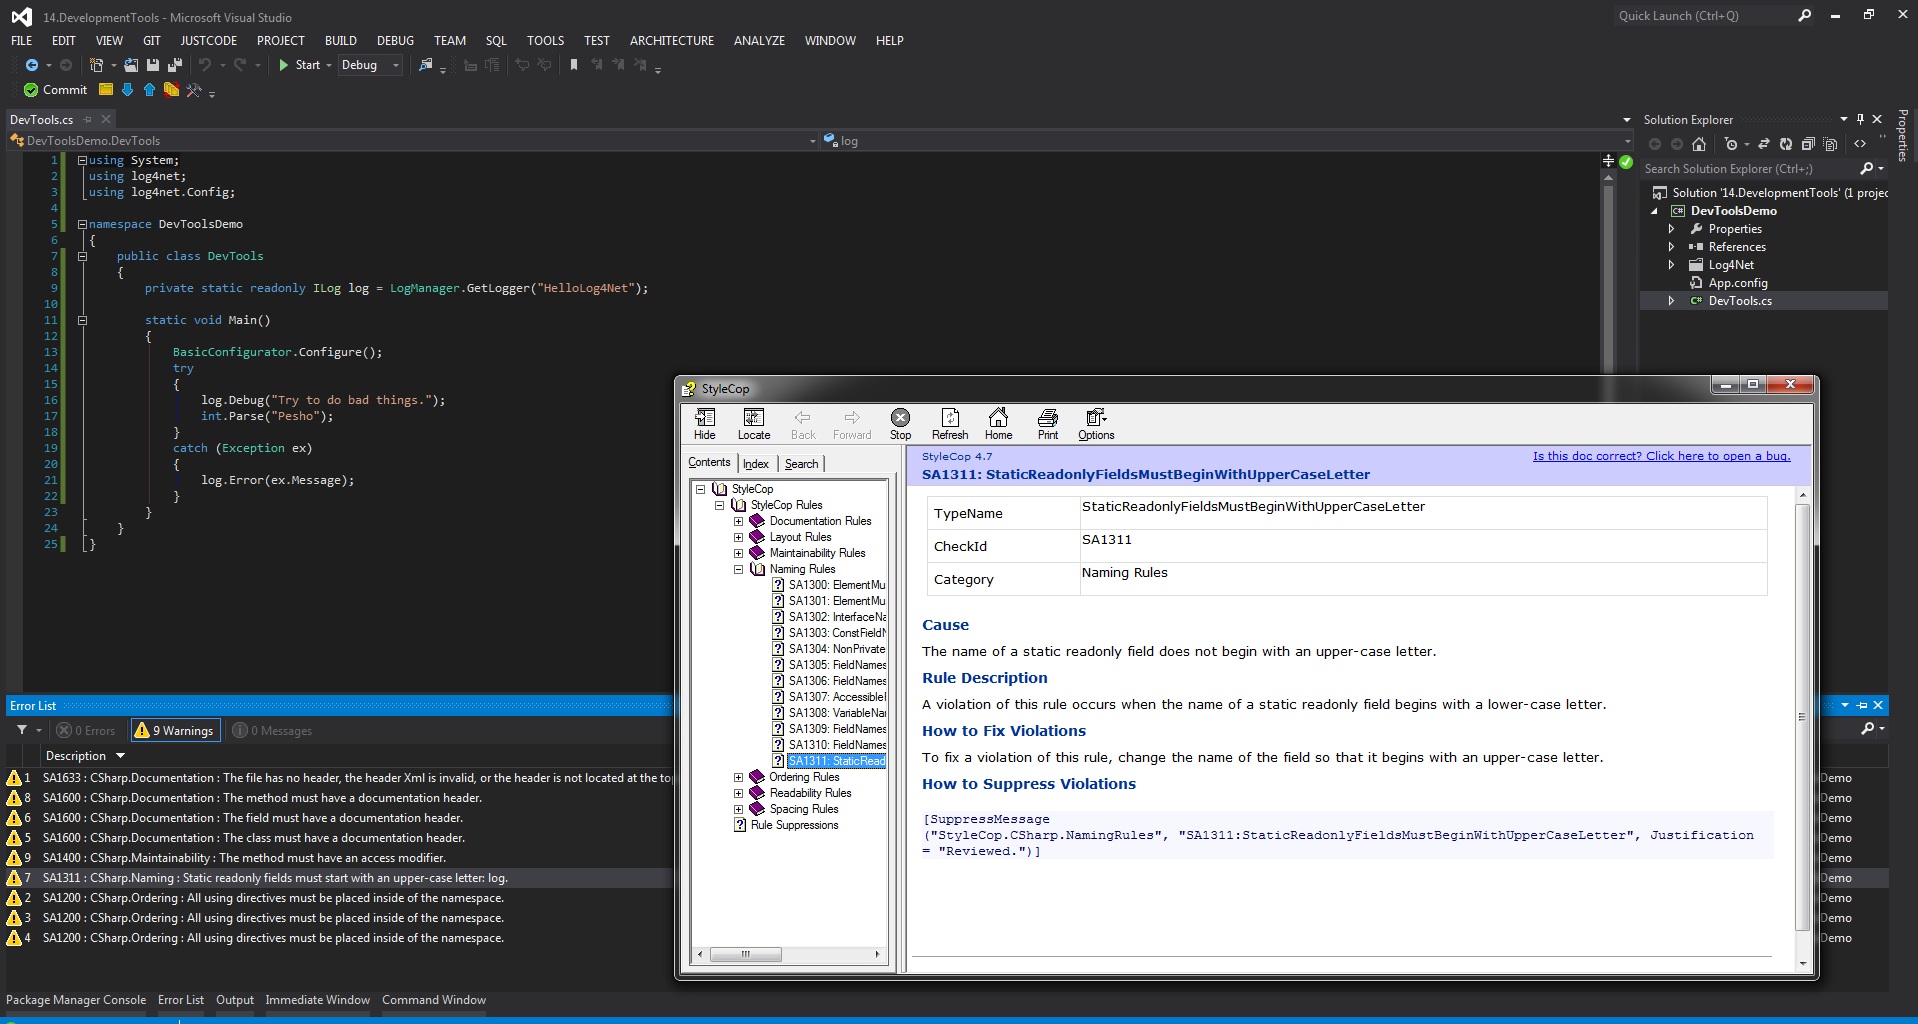 14.DevelopmentTools - Microsoft Visual Studio
Quick Launch (Ctrl+Q)
FILE EDIT VIEW GIT JUSTCODE PROJECT BUILD DEBUG TEAM SQL TOOLS TEST ARCHITECTURE ANALYZE WINDOW HELP
Start Debug
Commit
DevTools.cs
DevToolsDemo.DevTools
log
1 using System;
2 using log4net;
3 using log4net.Config;
4
5 namespace DevToolsDemo
6 {
7 public class DevTools
8 {
9 private static readonly ILog log = LogManager.GetLogger("HelloLog4Net");
10
11 static void Main()
12 {
13 BasicConfigurator.Configure();
14 try
15 {
16 log.Debug("Try to do bad things.");
17 int.Parse("Pesho");
18 }
19 catch (Exception ex)
20 {
21 log.Error(ex.Message);
22 }
23 }
24 }
25 }
Solution Explorer
Properties
Search Solution Explorer (Ctrl+;)
Solution '14.DevelopmentTools' (1 projec
DevToolsDemo
Properties
References
Log4Net
App.config
DevTools.cs
StyleCop
Hide Locate Back Forward Stop Refresh Home Print Options
Contents Index Search
StyleCop
StyleCop Rules
Documentation Rules
Layout Rules
Maintainability Rules
Naming Rules
SA1300: ElementMu
SA1301: ElementMu
SA1302: InterfaceNa
SA1303: ConstFieldN
SA1304: NonPrivate
SA1305: FieldNames
SA1306: FieldNames
SA1307: Accessible
SA1308: VariableNa
SA1309: FieldNames
SA1310: FieldNames
SA1311: StaticRead
Ordering Rules
Readability Rules
Spacing Rules
Rule Suppressions
StyleCop 4.7
Is this doc correct? Click here to open a bug.
SA1311: StaticReadonlyFieldsMustBeginWithUpperCaseLetter
TypeName StaticReadonlyFieldsMustBeginWithUpperCaseLetter
CheckId SA1311
Category Naming Rules
Cause
The name of a static readonly field does not begin with an upper-case letter.
Rule Description
A violation of this rule occurs when the name of a static readonly field begins with a lower-case letter.
How to Fix Violations
To fix a violation of this rule, change the name of the field so that it begins with an upper-case letter.
How to Suppress Violations
[SuppressMessage
("StyleCop.CSharp.NamingRules", "SA1311:StaticReadonlyFieldsMustBeginWithUpperCaseLetter", Justification
= "Reviewed.")]
Error List
0 Errors 9 Warnings 0 Messages
Description
1 SA1633 : CSharp.Documentation : The file has no header, the header Xml is invalid, or the header is not located at the top Demo
8 SA1600 : CSharp.Documentation : The method must have a documentation header. Demo
6 SA1600 : CSharp.Documentation : The field must have a documentation header. Demo
5 SA1600 : CSharp.Documentation : The class must have a documentation header. Demo
9 SA1400 : CSharp.Maintainability : The method must have an access modifier. Demo
7 SA1311 : CSharp.Naming : Static readonly fields must start with an upper-case letter: log. Demo
2 SA1200 : CSharp.Ordering : All using directives must be placed inside of the namespace. Demo
3 SA1200 : CSharp.Ordering : All using directives must be placed inside of the namespace. Demo
4 SA1200 : CSharp.Ordering : All using directives must be placed inside of the namespace. Demo
Package Manager Console Error List Output Immediate Window Command Window